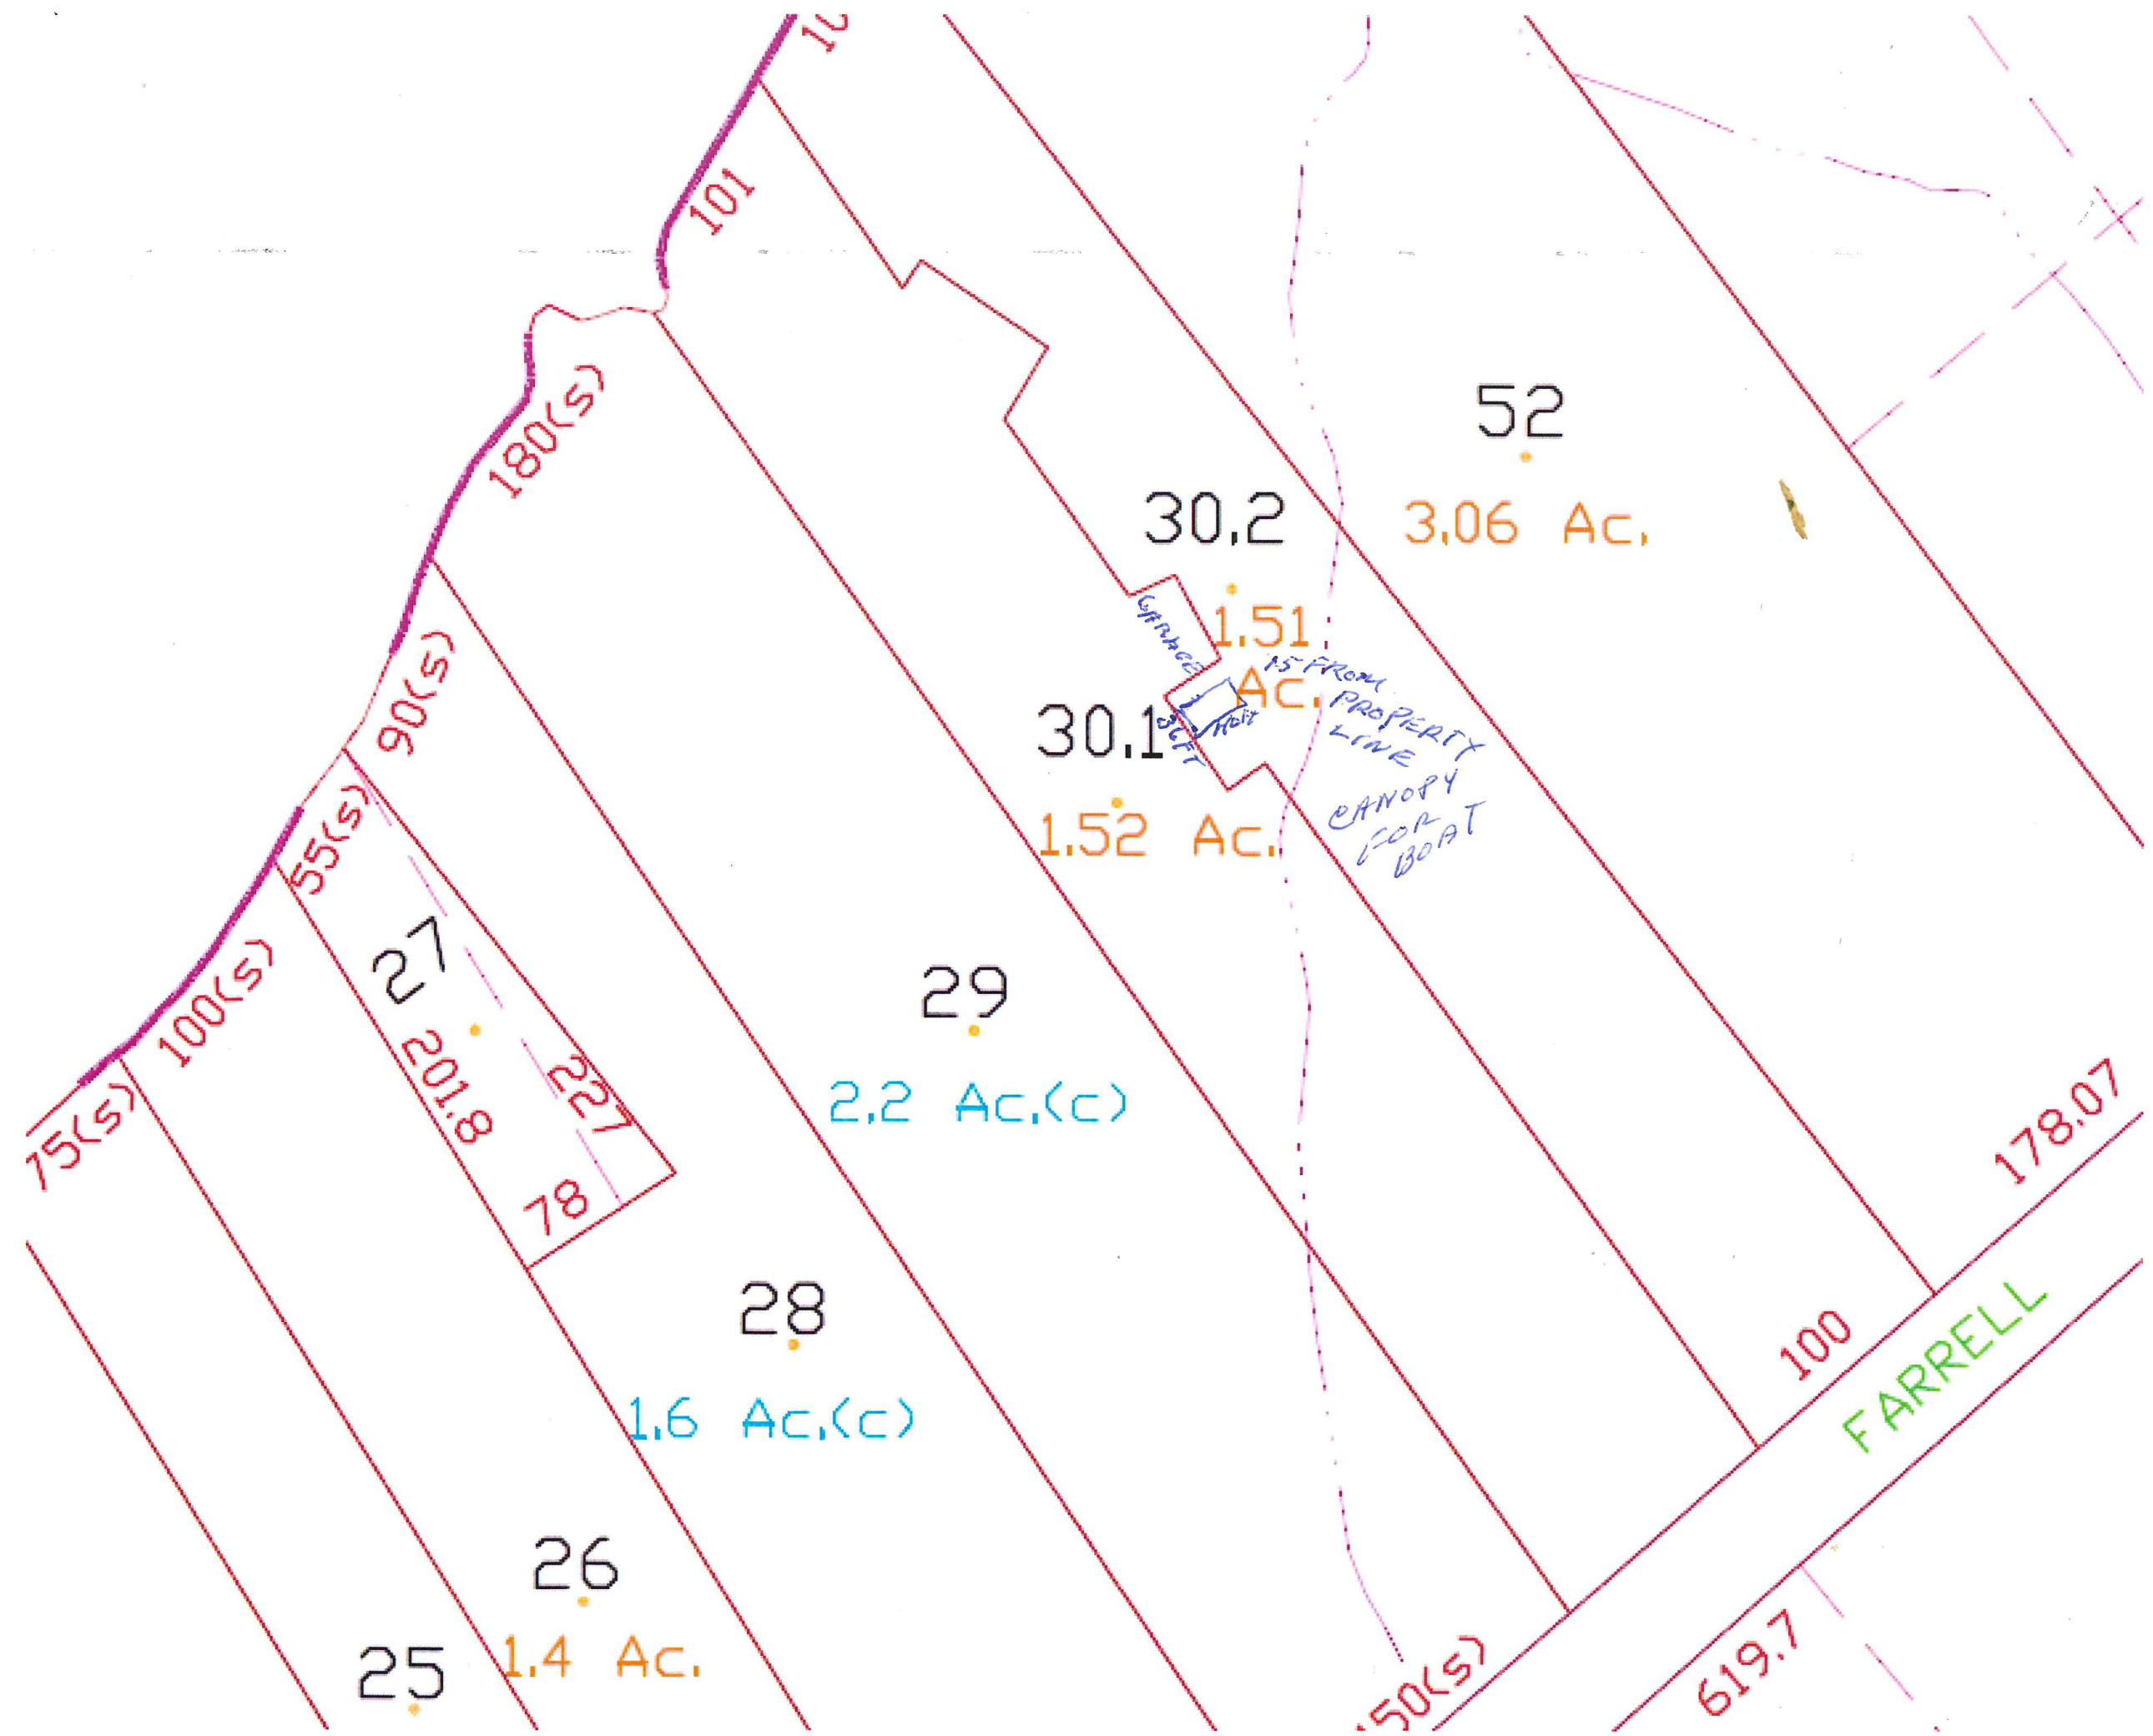 101
180(s)
52
30.2
3.06 Ac.
1.51
Ac.
GARAGE
15 FROM
PROPERTY
LINE
CANOPY
FOR
BOAT
36FT
90(s)
30.1
1.52 Ac.
55(s)
27
100(s)
29
201.8
227
2.2 Ac.(c)
75(s)
78
178.07
28
100
FARRELL
1.6 Ac.(c)
26
1.4 Ac.
25
50(s)
619.7